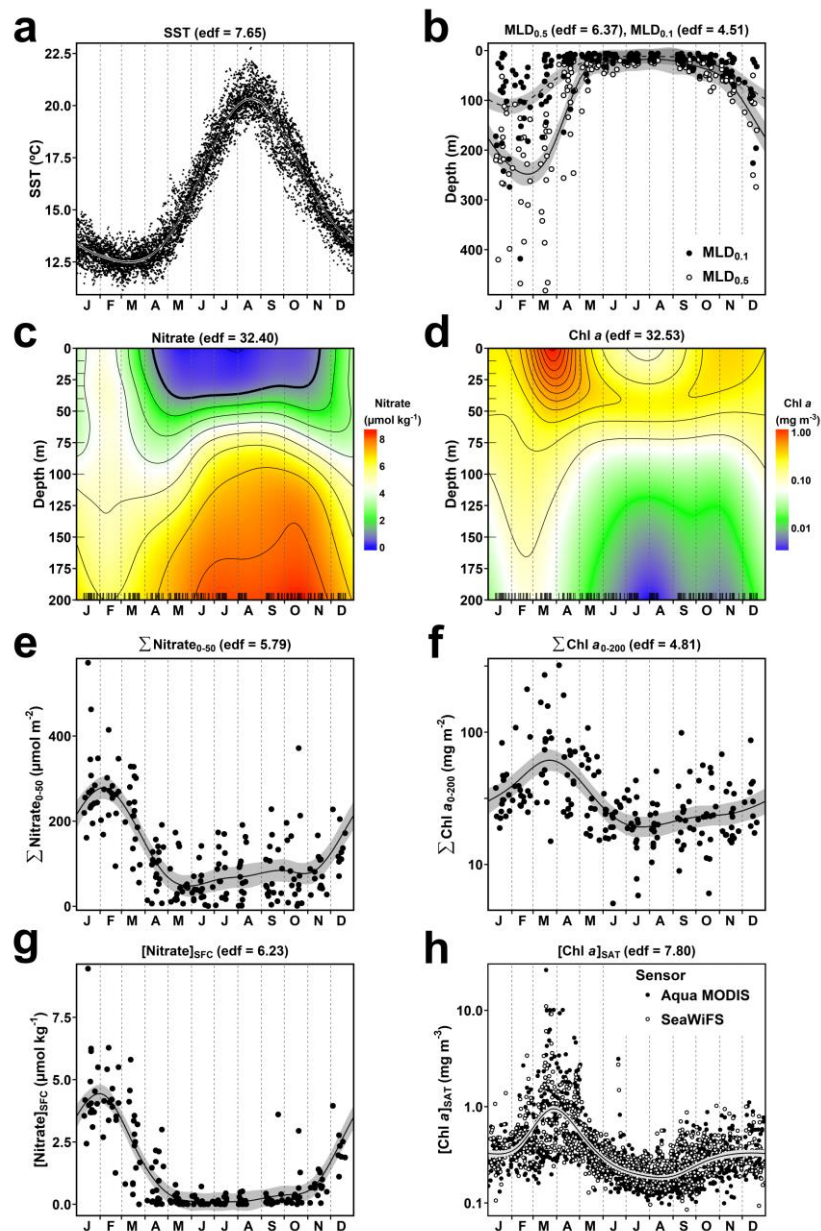 a
SST (edf = 7.65)
22.5
20.0
17.5
15.0
12.5
SST (ºC)
J F M A M J J A S O N D
b
MLD0.5 (edf = 6.37), MLD0.1 (edf = 4.51)
0
100
200
300
400
Depth (m)
MLD0.1
MLD0.5
J F M A M J J A S O N D
c
Nitrate (edf = 32.40)
0
25
50
75
100
125
150
175
200
Depth (m)
Nitrate
(µmol kg-1)
8
6
4
2
0
J F M A M J J A S O N D
d
Chl a (edf = 32.53)
0
25
50
75
100
125
150
175
200
Depth (m)
Chl a
(mg m-3)
1.00
0.10
0.01
J F M A M J J A S O N D
e
∑Nitrate0-50 (edf = 5.79)
400
200
100
0
∑Nitrate0-50 (µmol m-2)
J F M A M J J A S O N D
f
∑Chl a0-200 (edf = 4.81)
100
10
∑Chl a0-200 (mg m-2)
J F M A M J J A S O N D
g
[Nitrate]SFC (edf = 6.23)
7.5
5.0
2.5
0.0
[Nitrate]SFC (µmol kg-1)
J F M A M J J A S O N D
h
[Chl a]SAT (edf = 7.80)
Sensor
Aqua MODIS
SeaWiFS
10.0
1.0
0.1
[Chl a]SAT (mg m-3)
J F M A M J J A S O N D